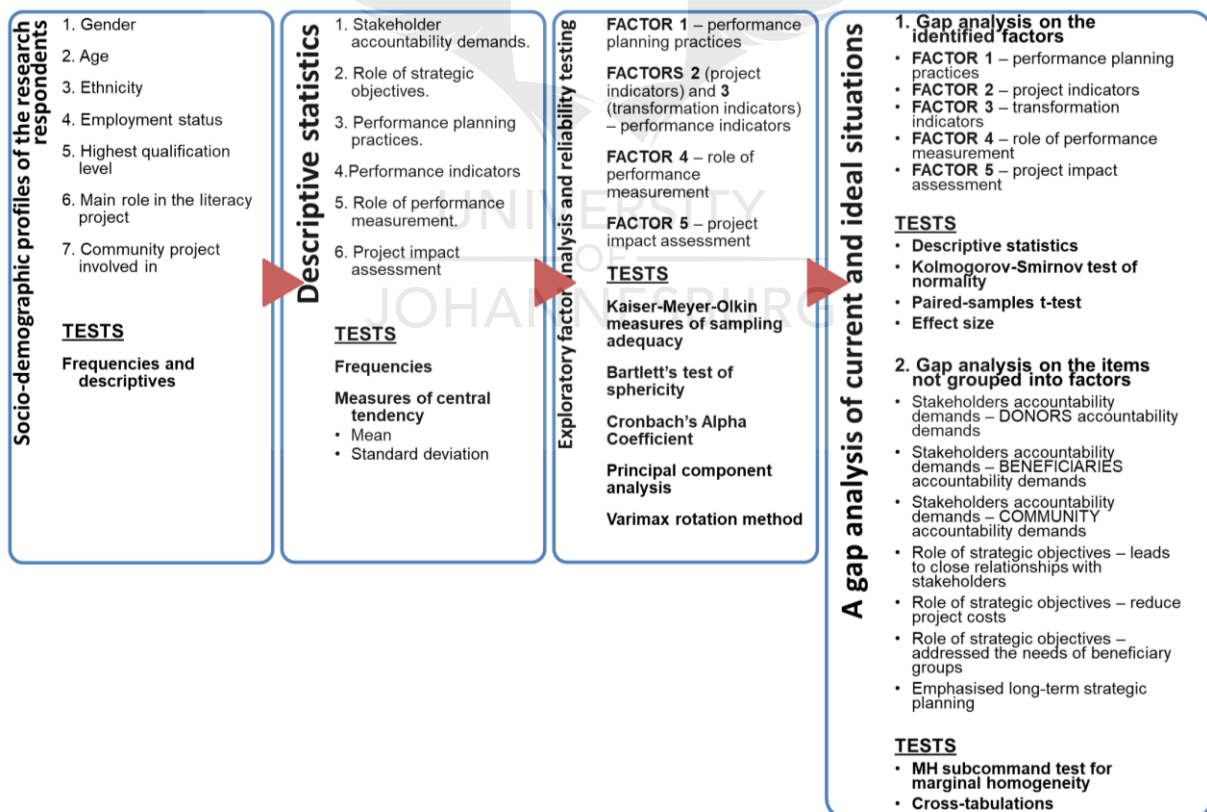 Socio-demographic profiles of the research
respondents
1. Gender
2. Age
3. Ethnicity
4. Employment status
5. Highest qualification
level
6. Main role in the literacy
project
7. Community project
involved in
TESTS
Frequencies and
descriptives
Descriptive statistics
1. Stakeholder
accountability demands.
2. Role of strategic
objectives.
3. Performance planning
practices.
4.Performance indicators
5. Role of performance
measurement.
6. Project impact
assessment
TESTS
Frequencies
Measures of central
tendency
• Mean
• Standard deviation
Exploratory factor analysis and reliability testing
FACTOR 1 – performance
planning practices
FACTORS 2 (project
indicators) and 3
(transformation indicators)
– performance indicators
FACTOR 4 – role of
performance
measurement
FACTOR 5 – project
impact assessment
TESTS
Kaiser-Meyer-Olkin
measures of sampling
adequacy
Bartlett’s test of
sphericity
Cronbach’s Alpha
Coefficient
Principal component
analysis
Varimax rotation method
A gap analysis of current and ideal situations
1. Gap analysis on the
identified factors
• FACTOR 1 – performance planning
practices
• FACTOR 2 – project indicators
• FACTOR 3 – transformation
indicators
• FACTOR 4 – role of performance
measurement
• FACTOR 5 – project impact
assessment
TESTS
• Descriptive statistics
• Kolmogorov-Smirnov test of
normality
• Paired-samples t-test
• Effect size
2. Gap analysis on the items
not grouped into factors
• Stakeholders accountability
demands – DONORS accountability
demands
• Stakeholders accountability
demands – BENEFICIARIES
accountability demands
• Stakeholders accountability
demands – COMMUNITY
accountability demands
• Role of strategic objectives – leads
to close relationships with
stakeholders
• Role of strategic objectives – reduce
project costs
• Role of strategic objectives –
addressed the needs of beneficiary
groups
• Emphasised long-term strategic
planning
TESTS
• MH subcommand test for
marginal homogeneity
• Cross-tabulations
UNIVERSITY
OF
JOHANNESBURG